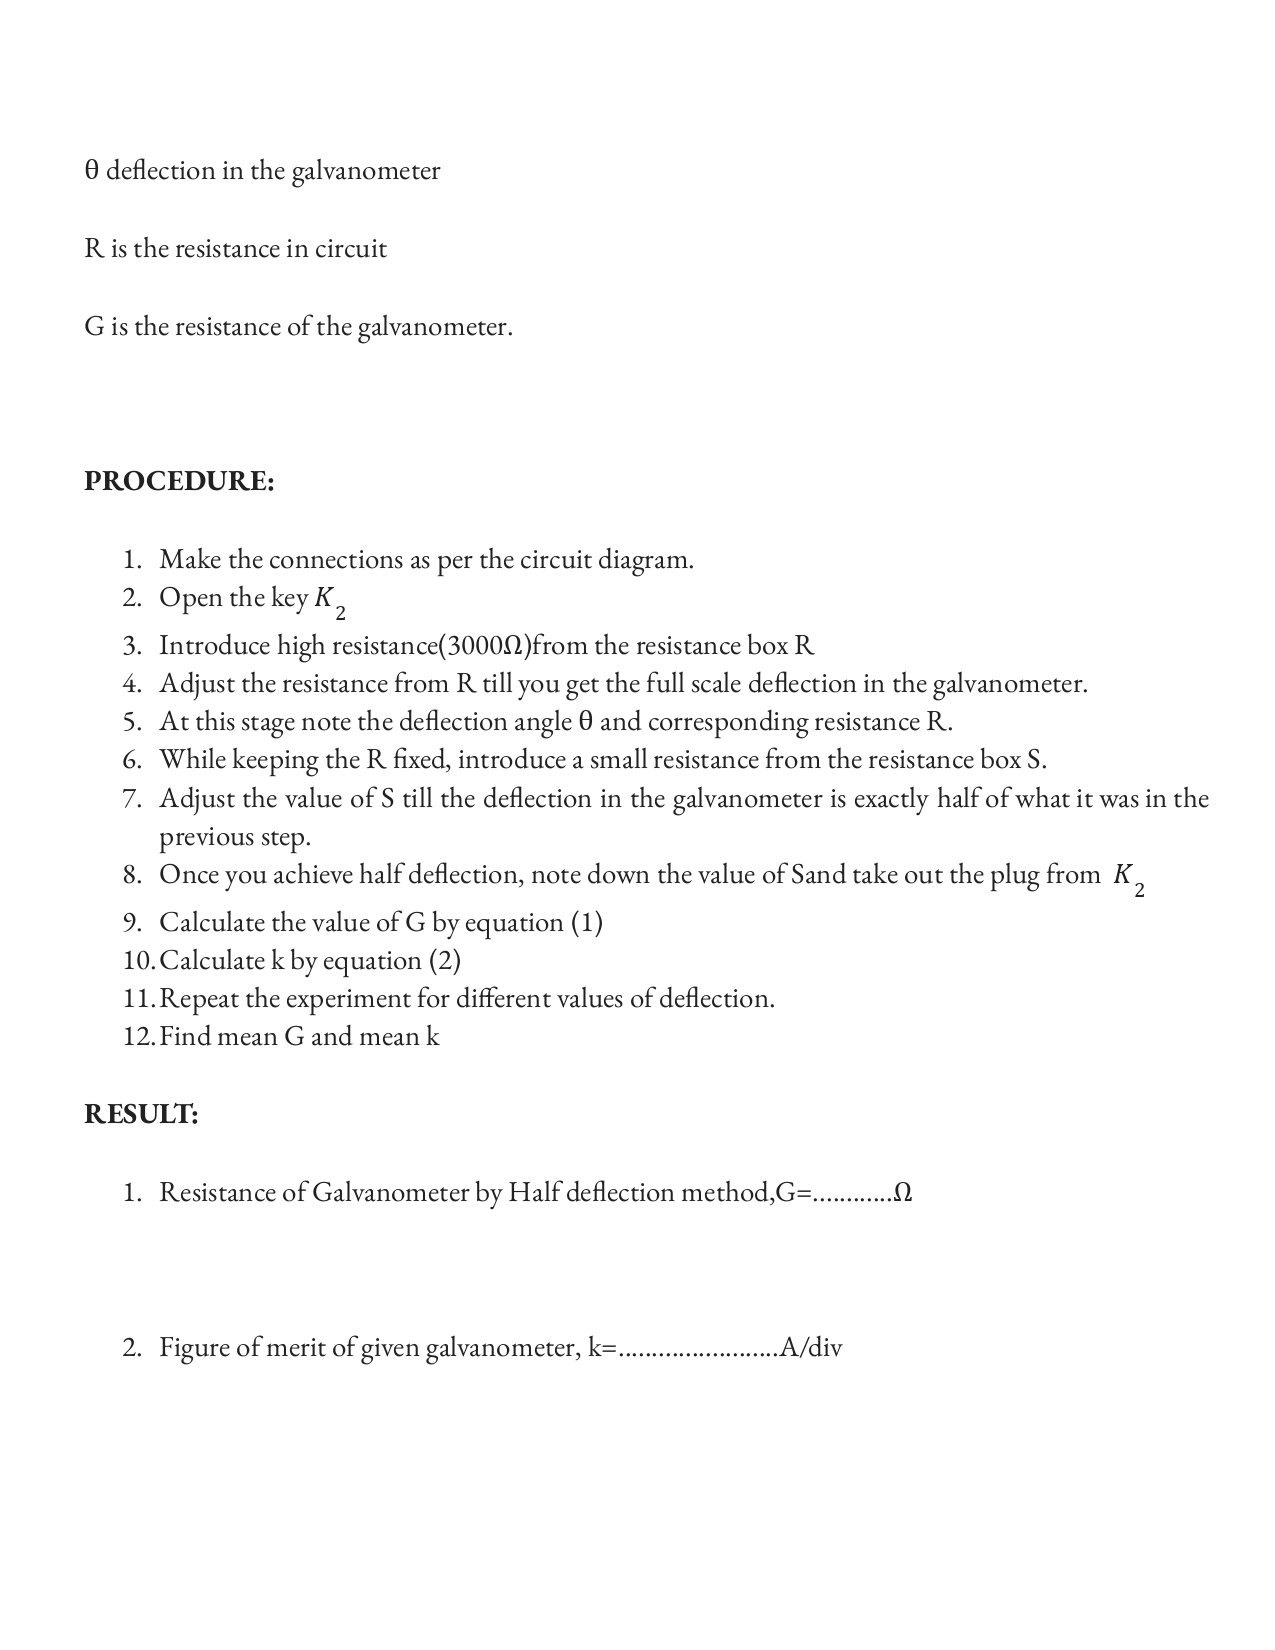 θ deflection in the galvanometer
R is the resistance in circuit
G is the resistance of the galvanometer.
PROCEDURE:
1. Make the connections as per the circuit diagram.
2. Open the key K₂
3. Introduce high resistance(3000Ω)from the resistance box R
4. Adjust the resistance from R till you get the full scale deflection in the galvanometer.
5. At this stage note the deflection angle θ and corresponding resistance R.
6. While keeping the R fixed, introduce a small resistance from the resistance box S.
7. Adjust the value of S till the deflection in the galvanometer is exactly half of what it was in the
previous step.
8. Once you achieve half deflection, note down the value of Sand take out the plug from K₂
9. Calculate the value of G by equation (1)
10. Calculate k by equation (2)
11. Repeat the experiment for different values of deflection.
12. Find mean G and mean k
RESULT:
1. Resistance of Galvanometer by Half deflection method,G=............Ω
2. Figure of merit of given galvanometer, k=........................A/div